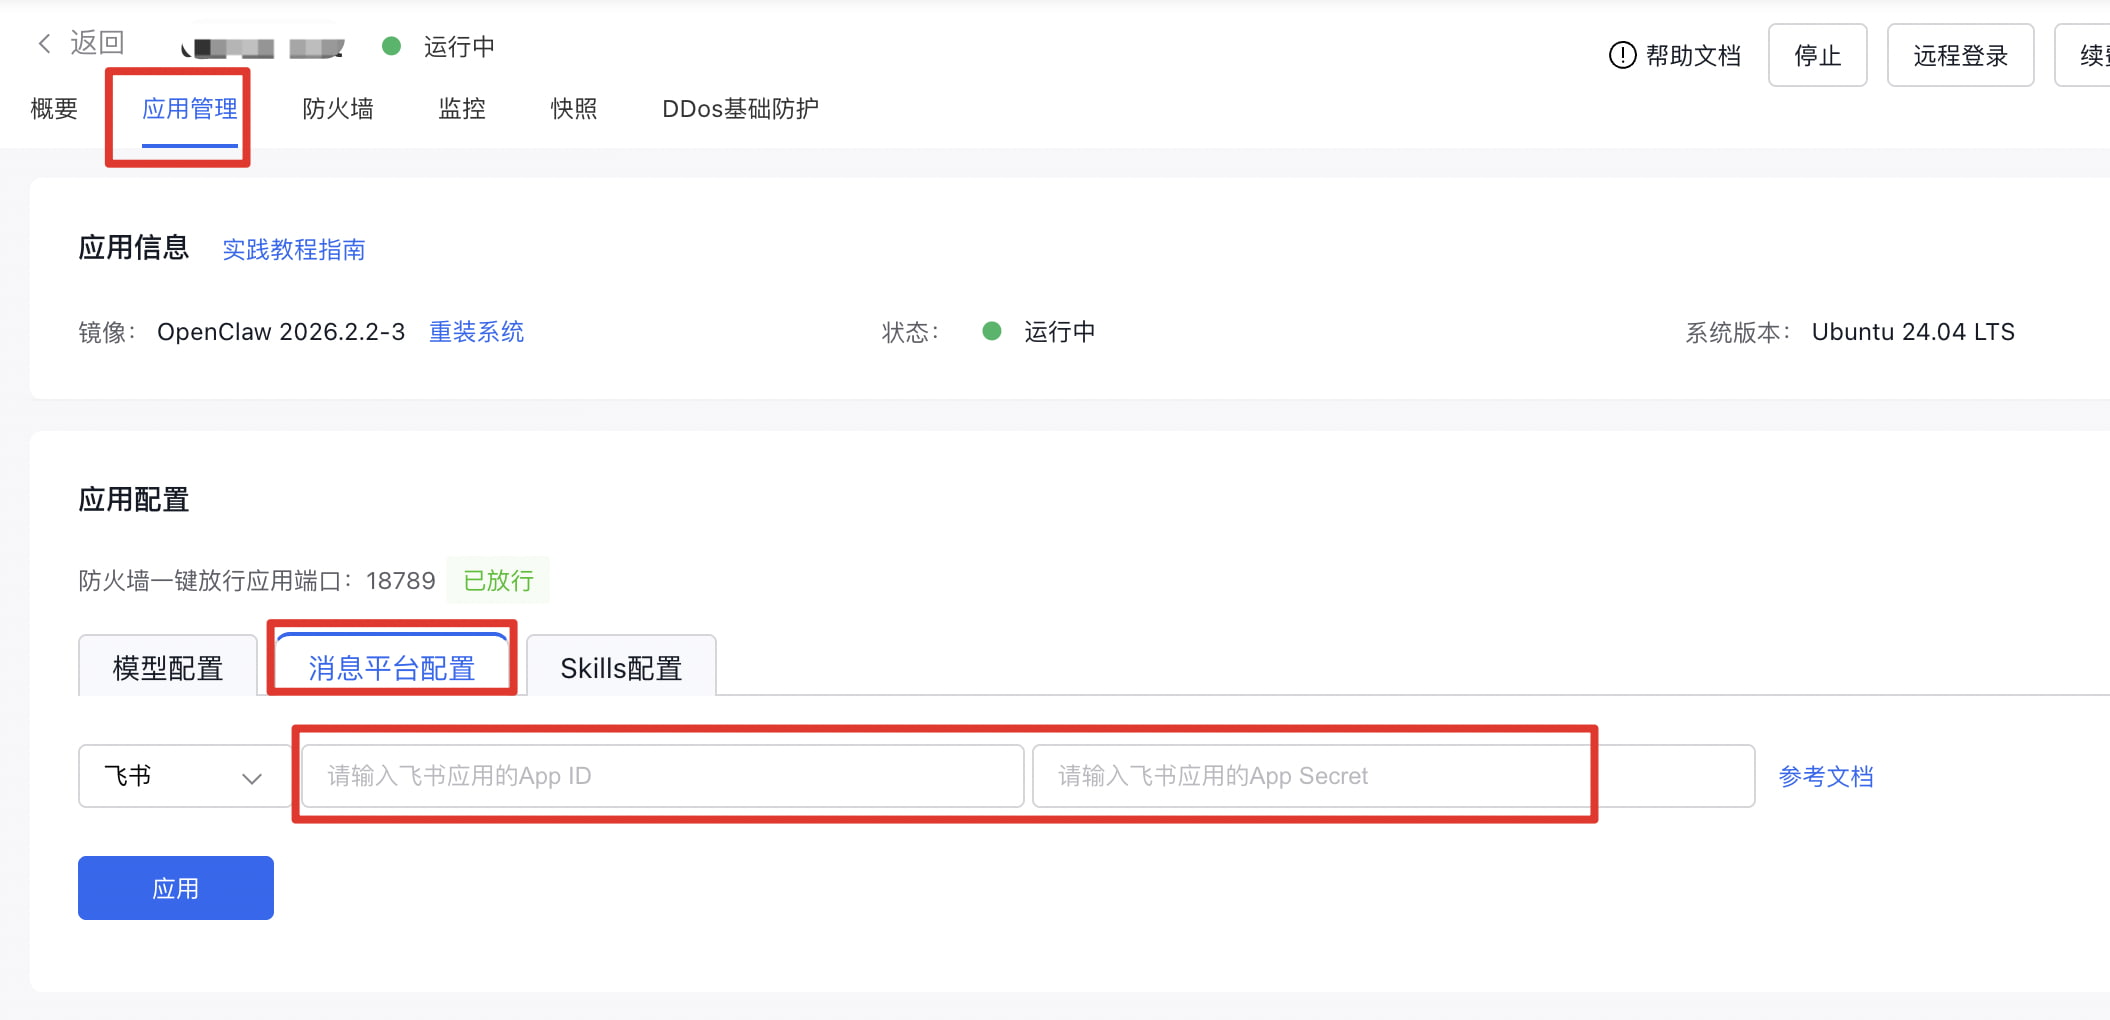 返回
运行中
帮助文档
停止
远程登录
续
概要
应用管理
防火墙
监控
快照
DDos基础防护
应用信息 实践教程指南
镜像： OpenClaw 2026.2.2-3 重装系统
状态： 运行中
系统版本： Ubuntu 24.04 LTS
应用配置
防火墙一键放行应用端口：18789 已放行
模型配置
消息平台配置
Skills配置
飞书
请输入飞书应用的App ID
请输入飞书应用的App Secret
参考文档
应用